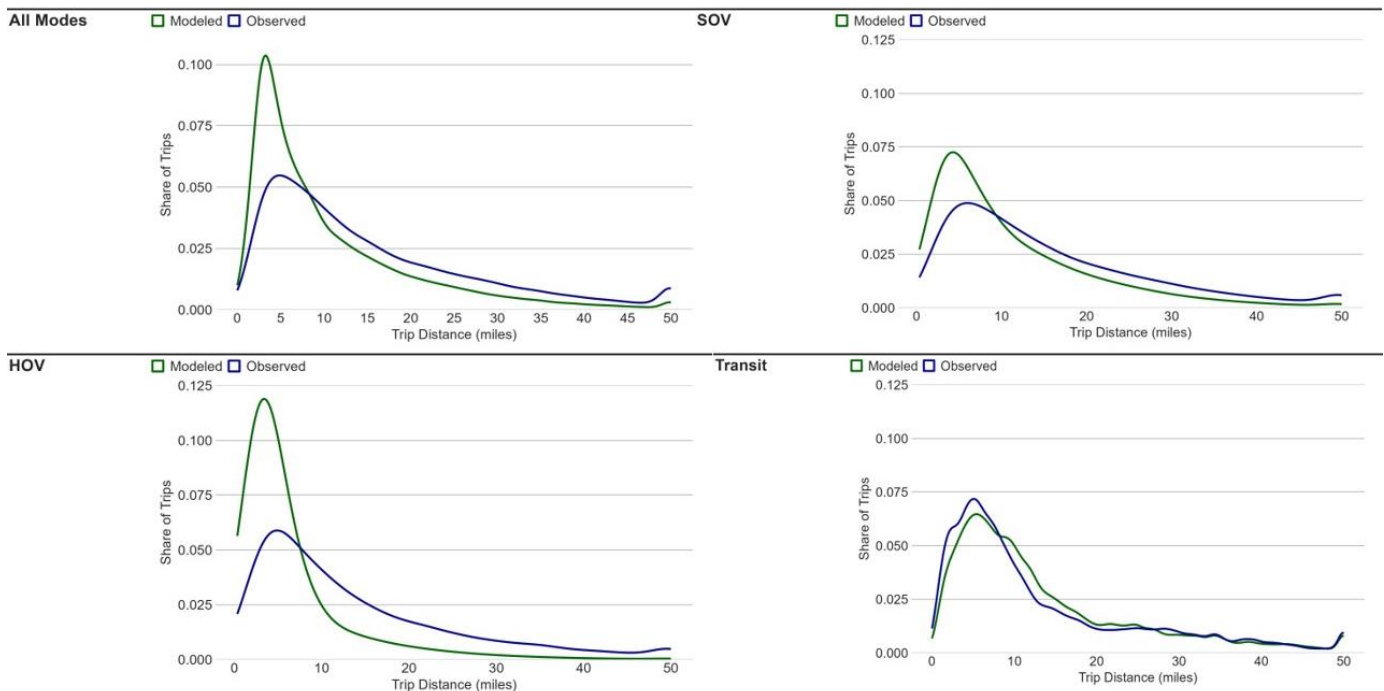 All Modes
Modeled Observed
0.100
0.075
0.050
0.025
0.000
Share of Trips
0 5 10 15 20 25 30 35 40 45 50
Trip Distance (miles)
SOV
Modeled Observed
0.125
0.100
0.075
0.050
0.025
0.000
Share of Trips
0 10 20 30 40 50
Trip Distance (miles)
HOV
Modeled Observed
0.125
0.100
0.075
0.050
0.025
0.000
Share of Trips
0 10 20 30 40 50
Trip Distance (miles)
Transit
Modeled Observed
0.125
0.100
0.075
0.050
0.025
0.000
Share of Trips
0 10 20 30 40 50
Trip Distance (miles)